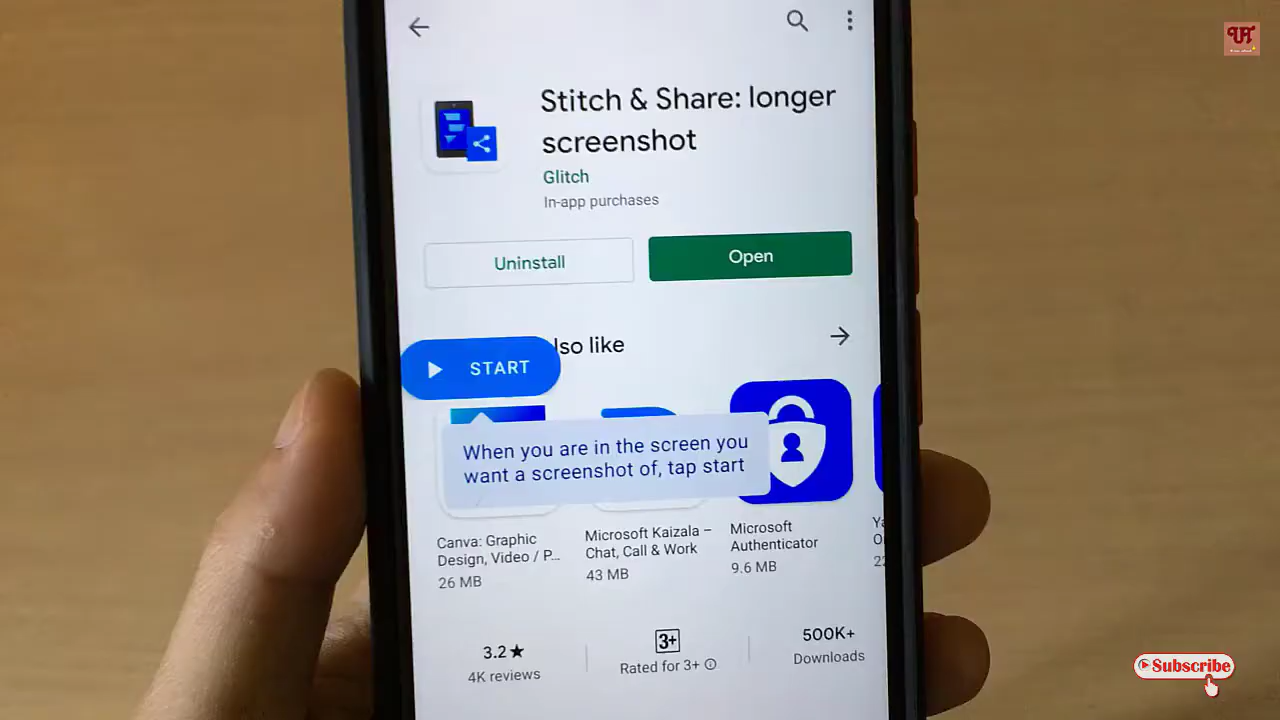 Stitch & Share: longer
screenshot
Glitch
In-app purchases
Uninstall
Open
lso like
START
When you are in the screen you
want a screenshot of, tap start
Canva: Graphic
Design, Video / P...
26 MB
Microsoft Kaizala –
Chat, Call & Work
43 MB
Microsoft
Authenticator
9.6 MB
3.2★
4K reviews
3+
Rated for 3+
500K+
Downloads
Subscribe